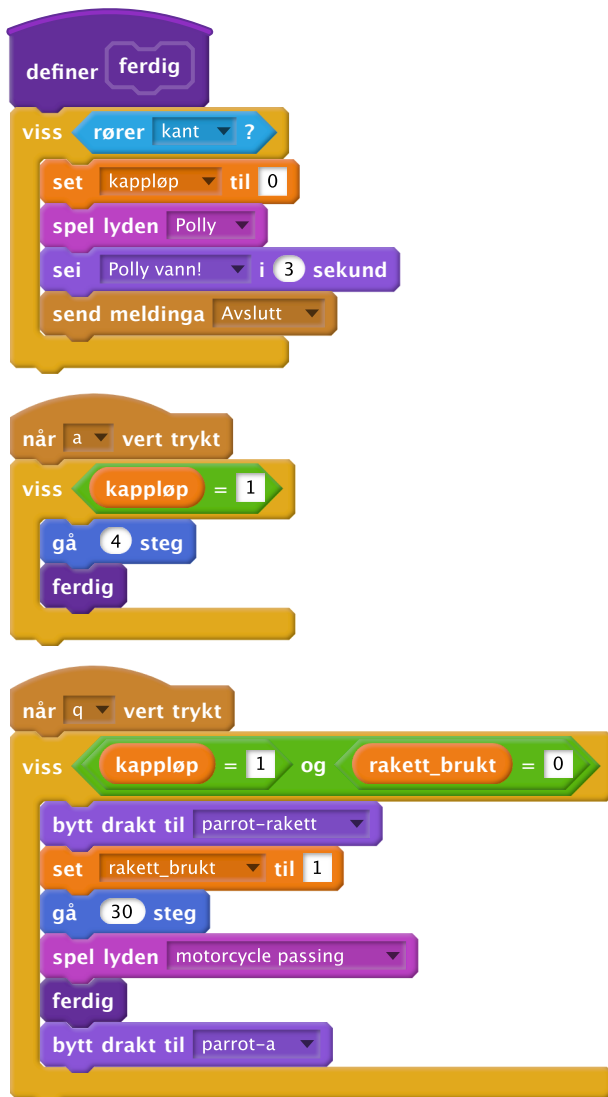 definer ferdig
viss rører kant ?
set kappløp til 0
spel lyden Polly
sei Polly vann! i 3 sekund
send meldinga Avslutt
når a vert trykt
viss kappløp = 1
gå 4 steg
ferdig
når q vert trykt
viss kappløp = 1 og rakett_brukt = 0
bytt drakt til parrot-rakett
set rakett_brukt til 1
gå 30 steg
spel lyden motorcycle passing
ferdig
bytt drakt til parrot-a